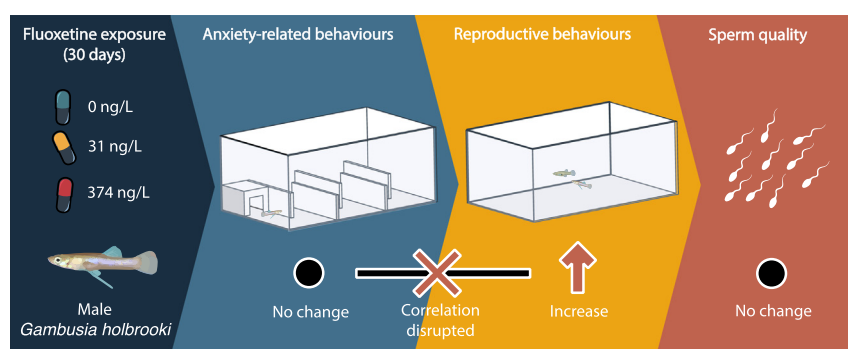 Fluoxetine exposure
(30 days)
0 ng/L
31 ng/L
374 ng/L
Male
Gambusia holbrooki
Anxiety-related behaviours
No change
Correlation
disrupted
Reproductive behaviours
Increase
Sperm quality
No change